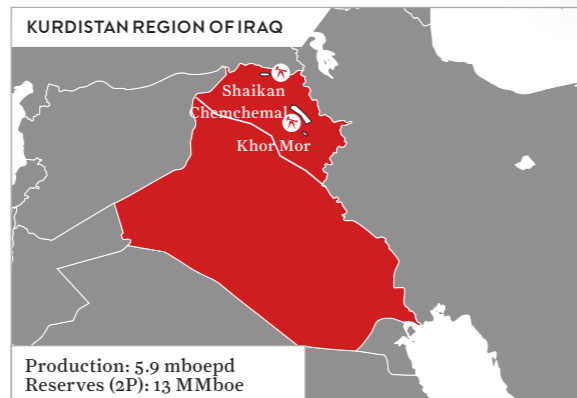 KURDISTAN REGION OF IRAQ
Shaikan
Chemchemal
Khor Mor
Production: 5.9 mboepd
Reserves (2P): 13 MMboe